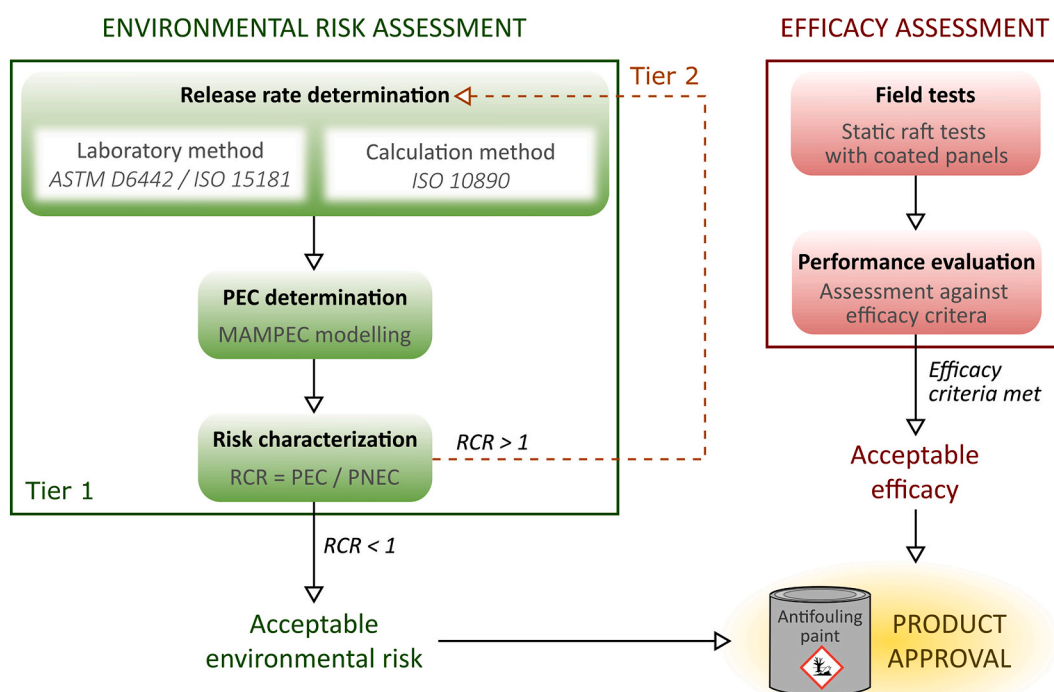 ENVIRONMENTAL RISK ASSESSMENT
Tier 2
Release rate determination
Laboratory method
ASTM D6442 / ISO 15181
Calculation method
ISO 10890
PEC determination
MAMPEC modelling
Risk characterization
RCR = PEC / PNEC
RCR > 1
Tier 1
RCR < 1
Acceptable
environmental risk
EFFICACY ASSESSMENT
Field tests
Static raft tests
with coated panels
Performance evaluation
Assessment against
efficacy critera
Efficacy
criteria met
Acceptable
efficacy
Antifouling
paint
PRODUCT
APPROVAL